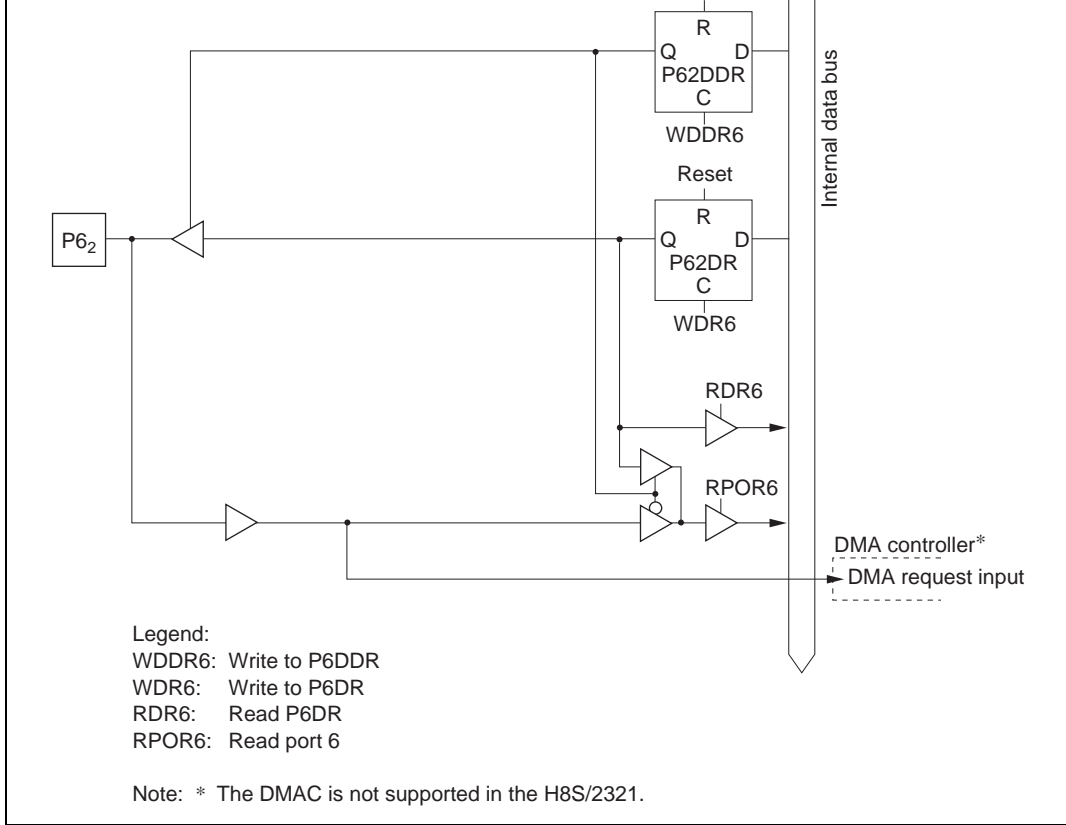 R
Q D
P62DDR
C
WDDR6
Internal data bus
Reset
R
P6₂
Q D
P62DR
C
WDR6
RDR6
RPOR6
DMA controller*
DMA request input
Legend:
WDDR6: Write to P6DDR
WDR6: Write to P6DR
RDR6: Read P6DR
RPOR6: Read port 6
Note: * The DMAC is not supported in the H8S/2321.